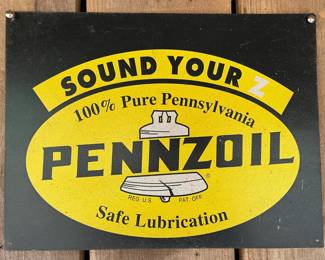 SOUND YOUR Z
100% Pure Pennsylvania
PENNZOIL
®
REG. U.S. PAT. OFF.
Safe Lubrication